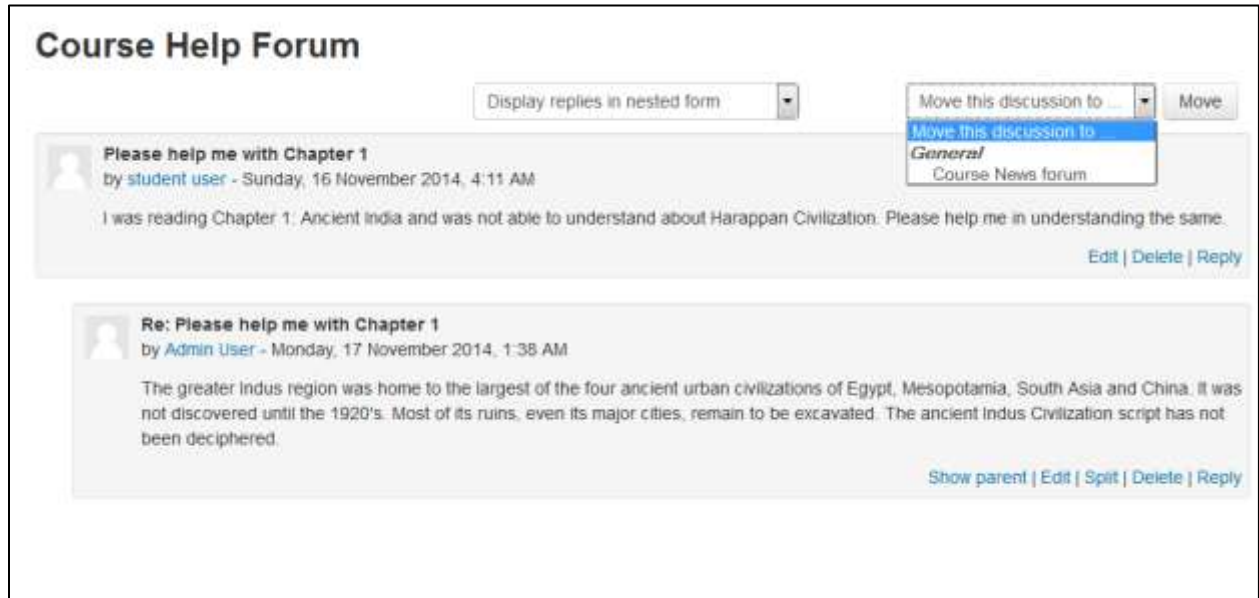 Course Help Forum
Display replies in nested form
Move this discussion to ...
Move
Move this discussion to ...
General
Course News forum
Please help me with Chapter 1
by student user - Sunday, 16 November 2014, 4:11 AM
I was reading Chapter 1: Ancient India and was not able to understand about Harappan Civilization. Please help me in understanding the same.
Edit | Delete | Reply
Re: Please help me with Chapter 1
by Admin User - Monday, 17 November 2014, 1:38 AM
The greater Indus region was home to the largest of the four ancient urban civilizations of Egypt, Mesopotamia, South Asia and China. It was
not discovered until the 1920's. Most of its ruins, even its major cities, remain to be excavated. The ancient Indus Civilization script has not
been deciphered.
Show parent | Edit | Split | Delete | Reply